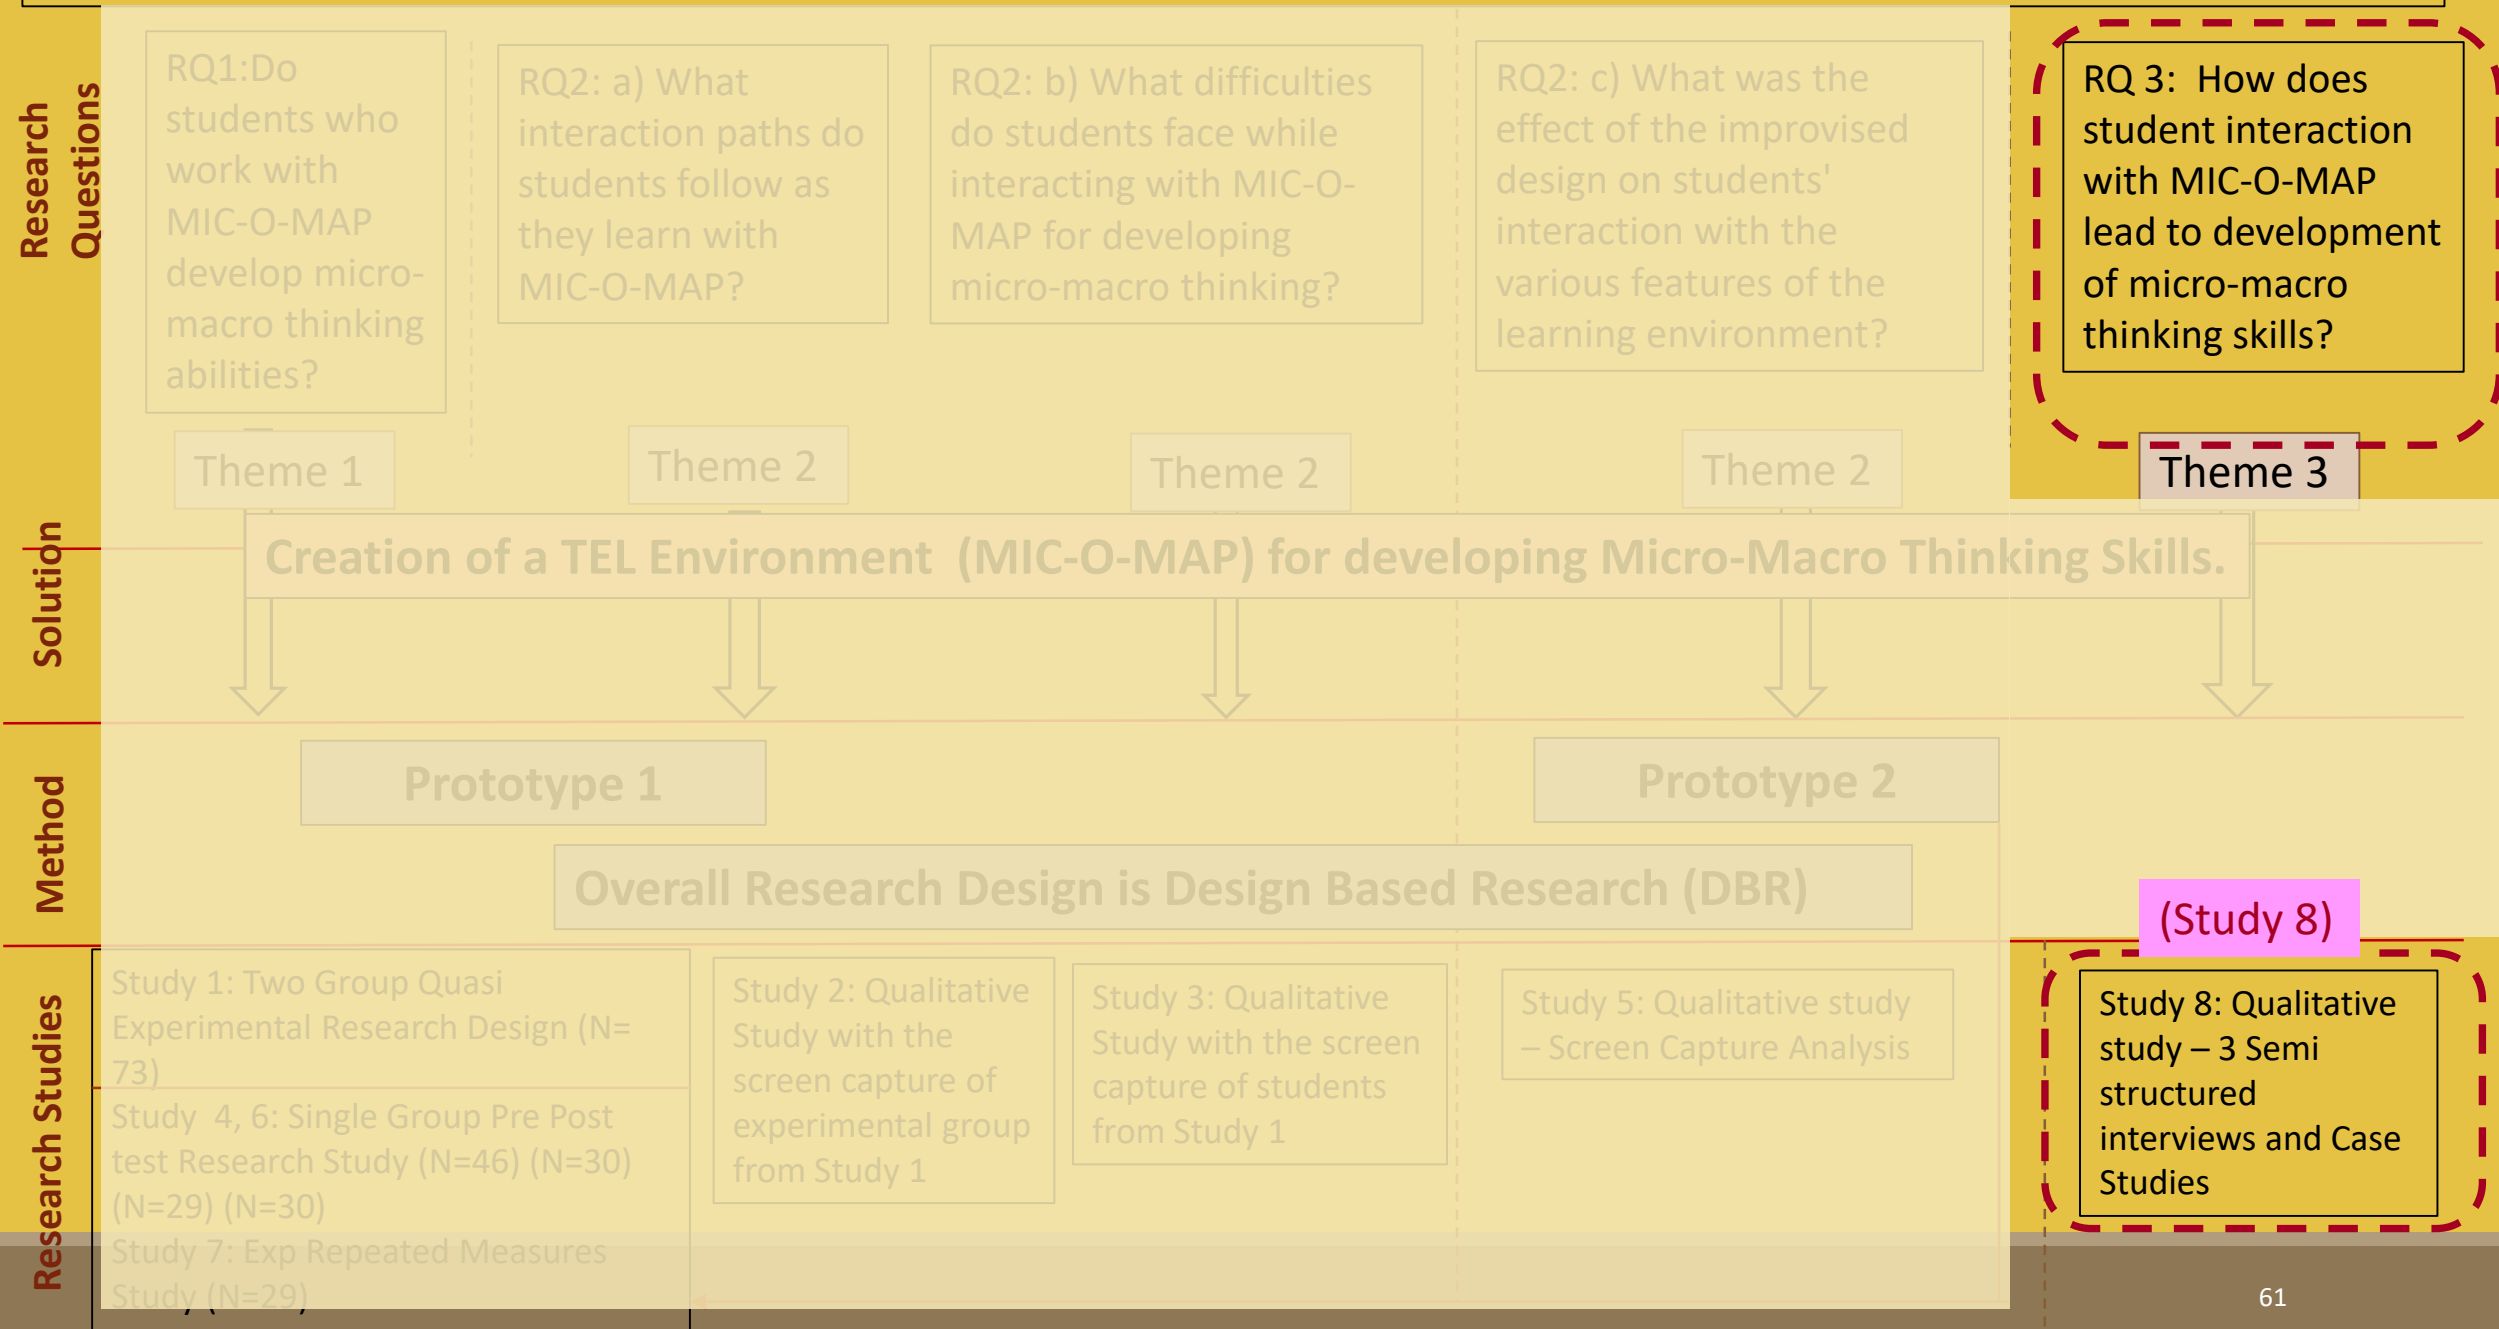 Research
Questions
RQ1:Do
students who
work with
MIC-O-MAP
develop micro-
macro thinking
abilities?
RQ2: a) What
interaction paths do
students follow as
they learn with
MIC-O-MAP?
RQ2: b) What difficulties
do students face while
interacting with MIC-O-
MAP for developing
micro-macro thinking?
RQ2: c) What was the
effect of the improvised
design on students'
interaction with the
various features of the
learning environment?
RQ 3:  How does
student interaction
with MIC-O-MAP
lead to development
of micro-macro
thinking skills?
Theme 1
Theme 2
Theme 2
Theme 2
Theme 3
Solution
Creation of a TEL Environment  (MIC-O-MAP) for developing Micro-Macro Thinking Skills.
Method
Prototype 1
Prototype 2
Overall Research Design is Design Based Research (DBR)
(Study 8)
Research Studies
Study 1: Two Group Quasi
Experimental Research Design (N=
73)
Study  4, 6: Single Group Pre Post
test Research Study (N=46) (N=30)
(N=29) (N=30)
Study 7: Exp Repeated Measures
Study (N=29)
Study 2: Qualitative
Study with the
screen capture of
experimental group
from Study 1
Study 3: Qualitative
Study with the screen
capture of students
from Study 1
Study 5: Qualitative study
– Screen Capture Analysis
Study 8: Qualitative
study – 3 Semi
structured
interviews and Case
Studies
61